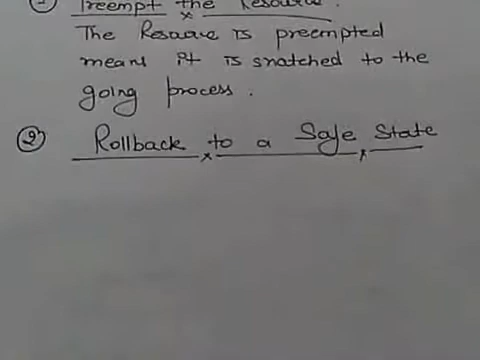 ① Preempt the Resource.
The Resource is preempted
means it is snatched to the
going process.
② Rollback to a Safe State